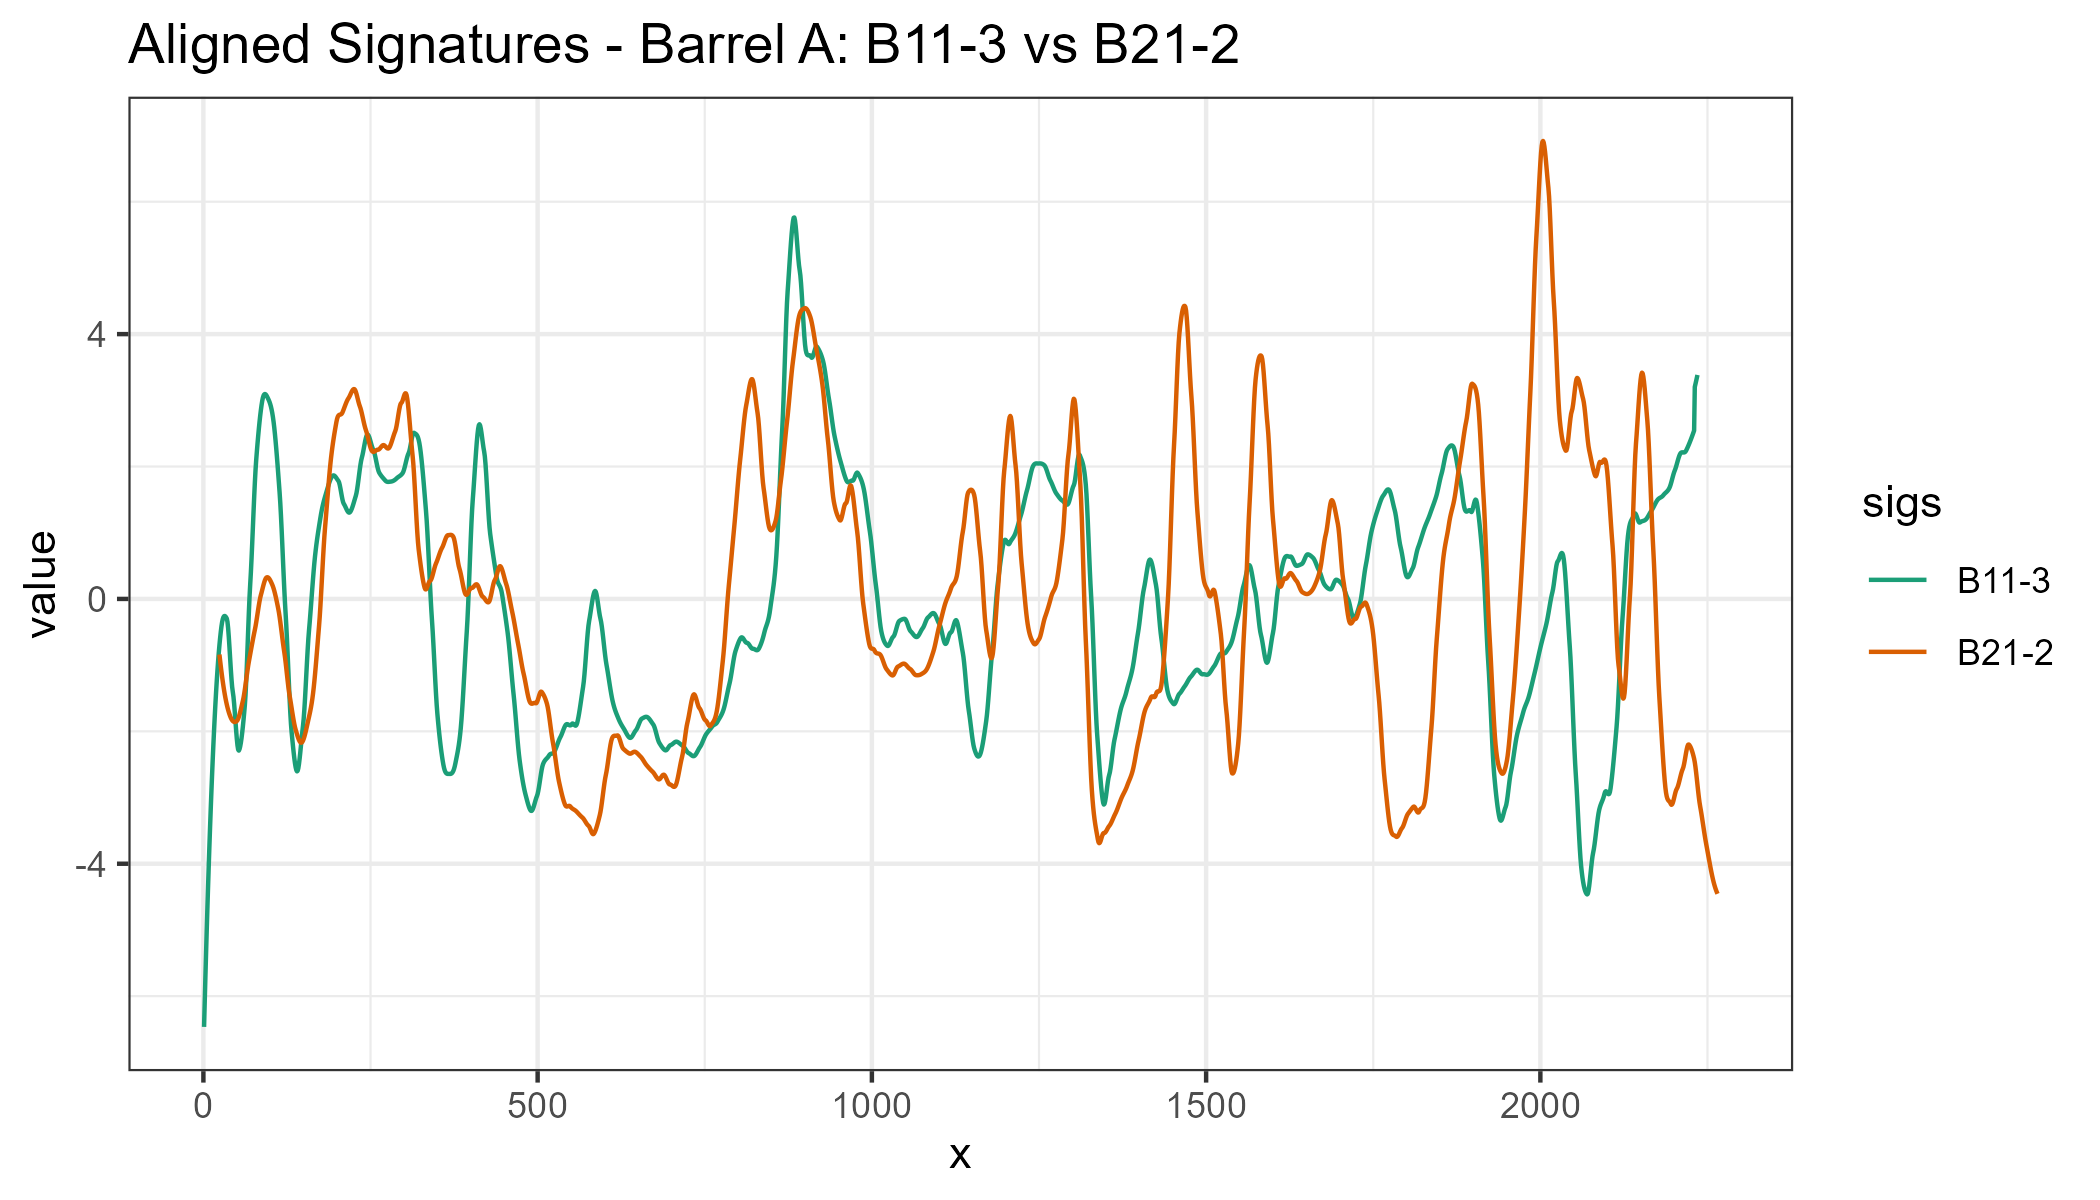 Aligned Signatures - Barrel A: B11-3 vs B21-2
value
4
0
-4
0 500 1000 1500 2000
x
sigs
B11-3
B21-2